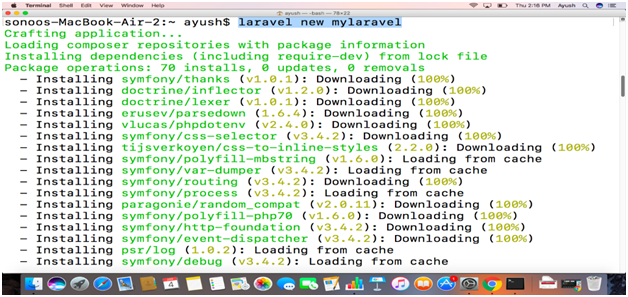 Terminal Shell Edit View Window Help Thu 2:16 PM Ayush
ayush — -bash — 78×22
sonoos-MacBook-Air-2:~ ayush$ laravel new mylaravel
Crafting application...
Loading composer repositories with package information
Installing dependencies (including require-dev) from lock file
Package operations: 70 installs, 0 updates, 0 removals
- Installing symfony/thanks (v1.0.1): Downloading (100%)
- Installing doctrine/inflector (v1.2.0): Downloading (100%)
- Installing doctrine/lexer (v1.0.1): Downloading (100%)
- Installing erusev/parsedown (1.6.4): Downloading (100%)
- Installing vlucas/phpdotenv (v2.4.0): Downloading (100%)
- Installing symfony/css-selector (v3.4.2): Downloading (100%)
- Installing tijsverkoyen/css-to-inline-styles (2.2.0): Downloading (100%)
- Installing symfony/polyfill-mbstring (v1.6.0): Loading from cache
- Installing symfony/var-dumper (v3.4.2): Loading from cache
- Installing symfony/routing (v3.4.2): Downloading (100%)
- Installing symfony/process (v3.4.2): Loading from cache
- Installing paragonie/random_compat (v2.0.11): Downloading (100%)
- Installing symfony/polyfill-php70 (v1.6.0): Downloading (100%)
- Installing symfony/http-foundation (v3.4.2): Downloading (100%)
- Installing symfony/event-dispatcher (v3.4.2): Downloading (100%)
- Installing psr/log (1.0.2): Loading from cache
- Installing symfony/debug (v3.4.2): Loading from cache